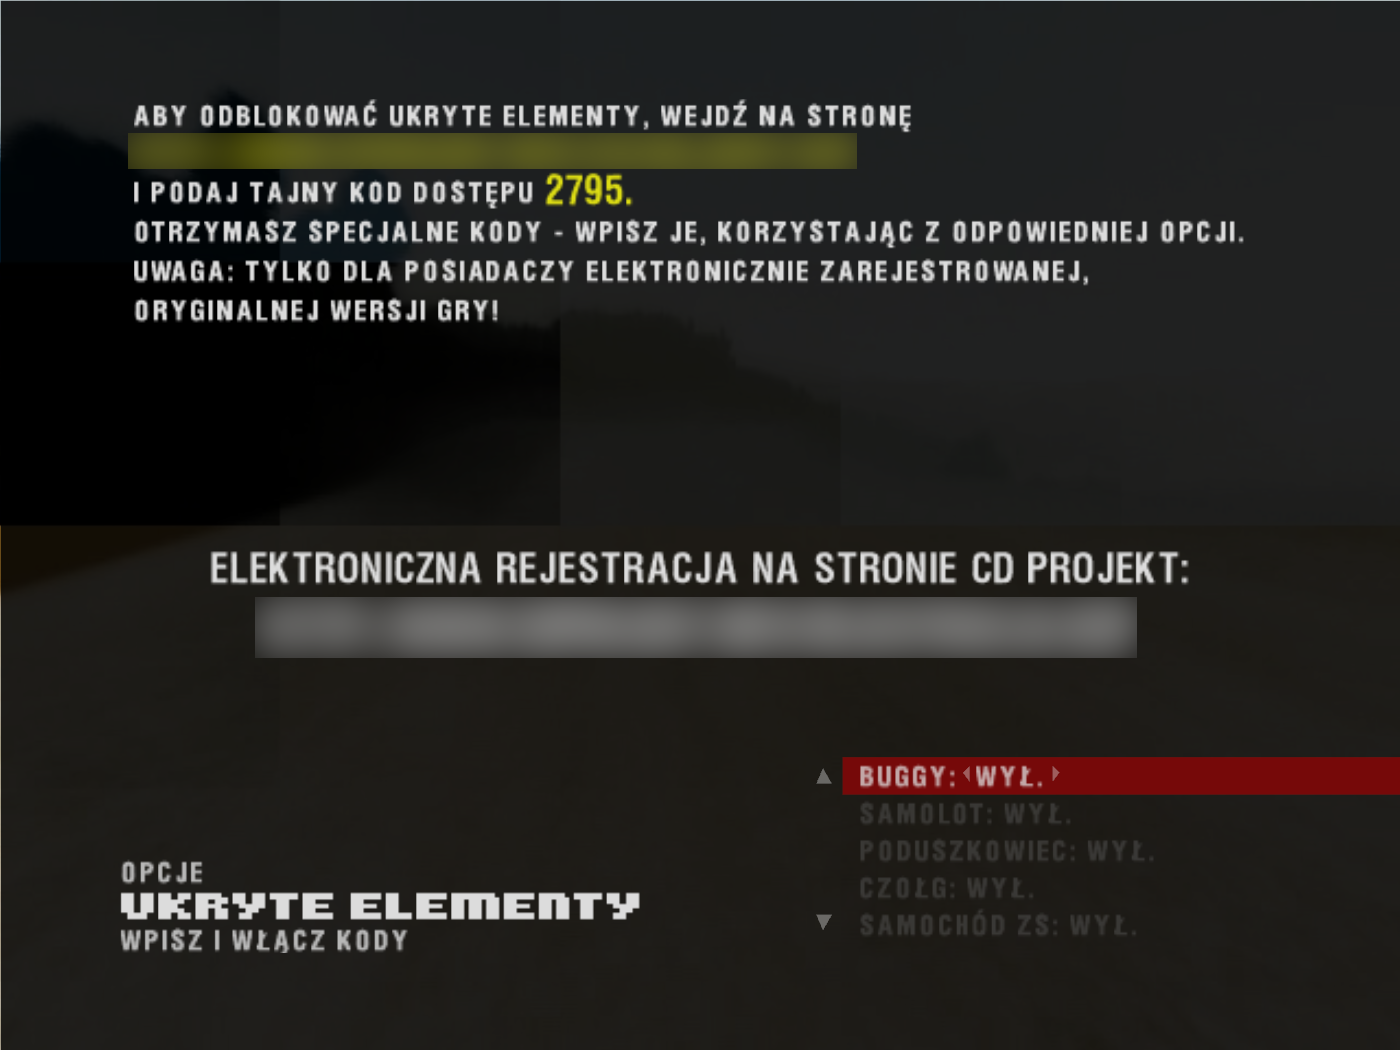 ABY ODBLOKOWAĆ UKRYTE ELEMENTY, WEJDŹ NA STRONĘ
I PODAJ TAJNY KOD DOSTĘPU 2795.
OTRZYMASZ SPECJALNE KODY - WPISZ JE, KORZYSTAJĄC Z ODPOWIEDNIEJ OPCJI.
UWAGA: TYLKO DLA POSIADACZY ELEKTRONICZNIE ZAREJESTROWANEJ,
ORYGINALNEJ WERSJI GRY!
ELEKTRONICZNA REJESTRACJA NA STRONIE CD PROJEKT:
BUGGY: WYŁ.
SAMOLOT: WYŁ.
PODUSZKOWIEC: WYŁ.
CZOŁG: WYŁ.
SAMOCHÓD ZS: WYŁ.
OPCJE
UKRYTE ELEMENTY
WPISZ I WŁĄCZ KODY